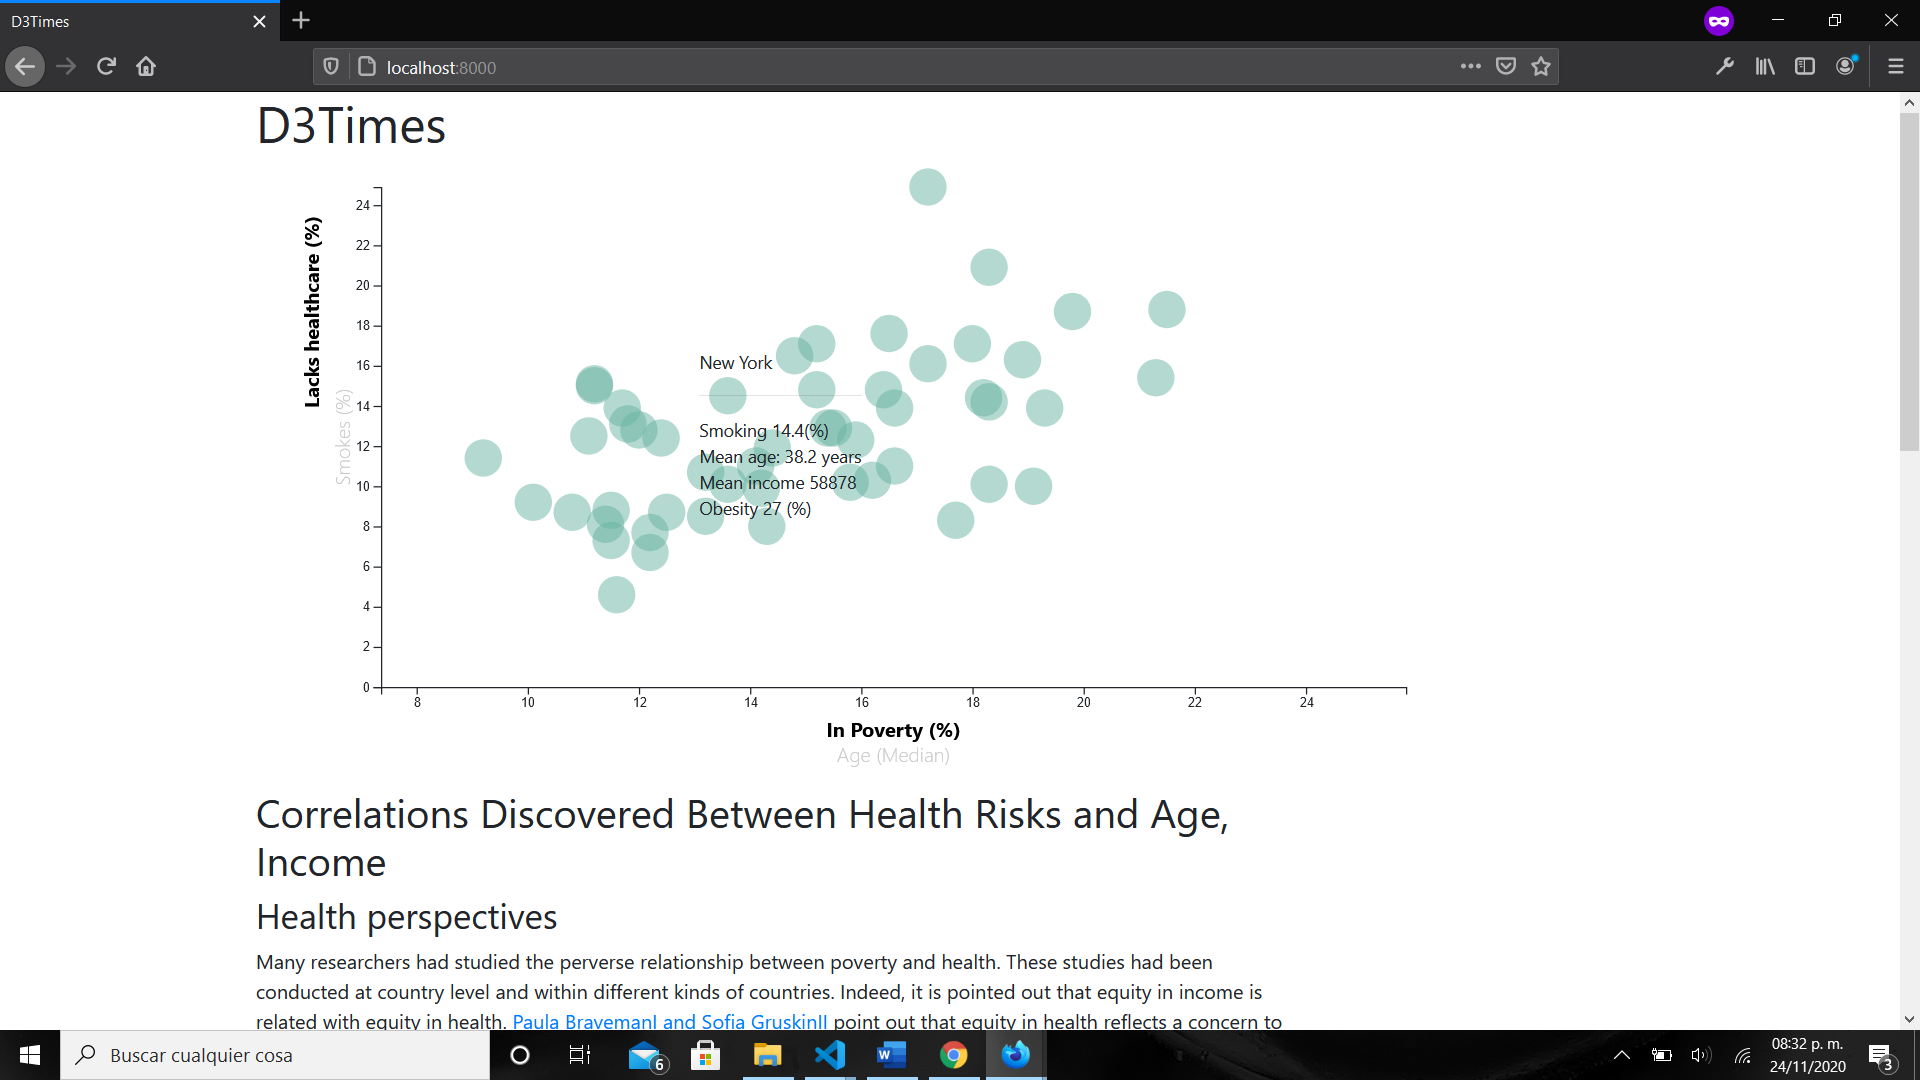 D3Times
localhost:8000
D3Times
Lacks healthcare (%)
Smokes (%)
24
22
20
18
16
14
12
10
8
6
4
2
0
New York
Smoking 14.4(%)
Mean age: 38.2 years
Mean income 58878
Obesity 27 (%)
8 10 12 14 16 18 20 22 24
In Poverty (%)
Age (Median)
Correlations Discovered Between Health Risks and Age,
Income
Health perspectives
Many researchers had studied the perverse relationship between poverty and health. These studies had been
conducted at country level and within different kinds of countries. Indeed, it is pointed out that equity in income is
related with equity in health. Paula BravemanI and Sofia GruskinII point out that equity in health reflects a concern to
Buscar cualquier cosa
6
08:32 p. m.
24/11/2020
3